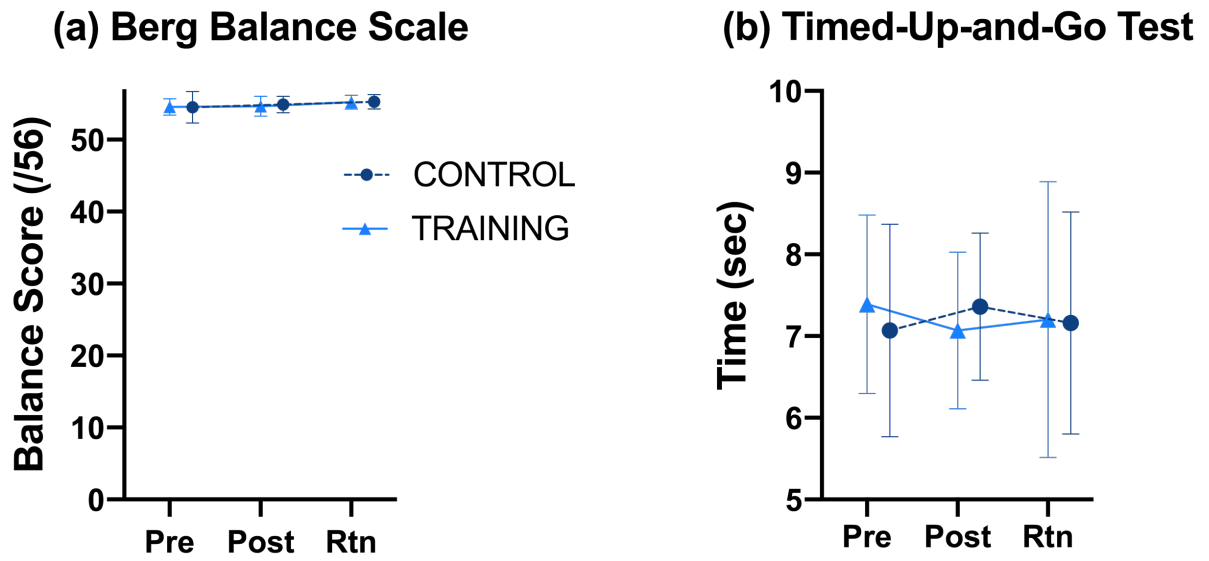 (a) Berg Balance Scale
Balance Score (/56)
50
40
30
20
10
0
Pre Post Rtn
CONTROL
TRAINING
(b) Timed-Up-and-Go Test
Time (sec)
10
9
8
7
6
5
Pre Post Rtn